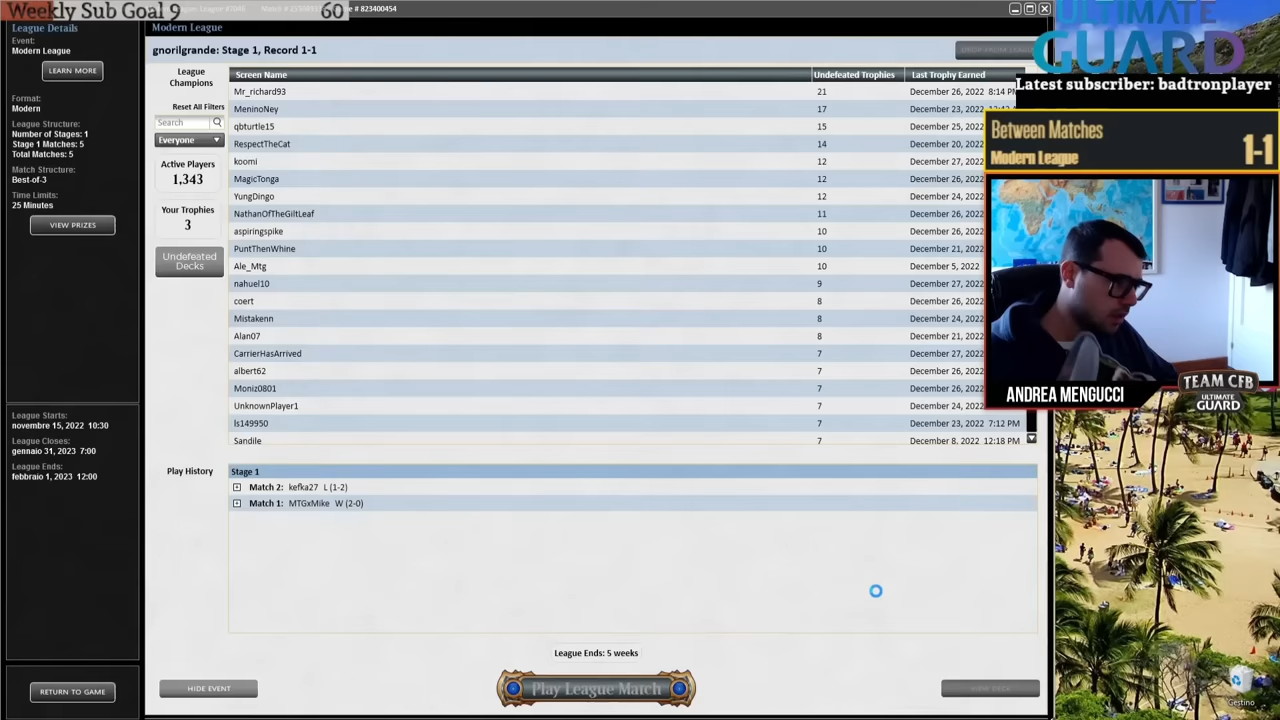 Weekly Sub Goal 9 60
# 823400454
League Details
Event:
Modern League
LEARN MORE
Format:
Modern
League Structure:
Number of Stages: 1
Stage 1 Matches: 5
Total Matches: 5
Match Structure:
Best-of-3
Time Limits:
25 Minutes
VIEW PRIZES
League Starts:
novembre 15, 2022 10:30
League Closes:
gennaio 31, 2023 7:00
League Ends:
febbraio 1, 2023 12:00
RETURN TO GAME
Modern League
gnorilgrande: Stage 1, Record 1-1
League
Champions
Reset All Filters
Search
Everyone
Active Players
1,343
Your Trophies
3
Undefeated
Decks
Screen Name Undefeated Trophies Last Trophy Earned
Mr_richard93 21 December 26, 2022 8:14 PM
MeninoNey 17 December 23, 2022
qbturtle15 15 December 25, 2022
RespectTheCat 14 December 20, 2022
koomi 12 December 27, 2022
MagicTonga 12 December 26, 2022
YungDingo 12 December 24, 2022
NathanOfTheGiltLeaf 11 December 26, 2022
aspiringspike 10 December 26, 2022
PuntThenWhine 10 December 21, 2022
Ale_Mtg 10 December 5, 2022
nahuel10 9 December 27, 2022
coert 8 December 26, 2022
Mistakenn 8 December 24, 2022
Alan07 8 December 21, 2022
CarrierHasArrived 7 December 27, 2022
albert62 7 December 26, 2022
Moniz0801 7 December 26, 2022
UnknownPlayer1 7 December 24, 2022
ls149950 7 December 23, 2022 7:12 PM
Sandile 7 December 8, 2022 12:18 PM
Play History
Stage 1
Match 2: kefka27 L (1-2)
Match 1: MTGxMike W (2-0)
League Ends: 5 weeks
HIDE EVENT
Play League Match
VIEW DECK
ULTIMATE
GUARD
Latest subscriber: badtronplayer
Between Matches
Modern League
1-1
ANDREA MENGUCCI
TEAM CFB
ULTIMATE
GUARD
Cestino